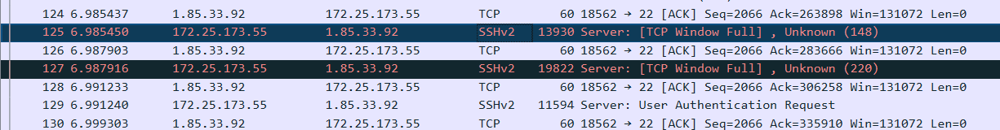 124 6.985437 1.85.33.92 172.25.173.55 TCP 60 18562 → 22 [ACK] Seq=2066 Ack=263898 Win=131072 Len=0
125 6.985450 172.25.173.55 1.85.33.92 SSHv2 13930 Server: [TCP Window Full] , Unknown (148)
126 6.987903 1.85.33.92 172.25.173.55 TCP 60 18562 → 22 [ACK] Seq=2066 Ack=283666 Win=131072 Len=0
127 6.987916 172.25.173.55 1.85.33.92 SSHv2 19822 Server: [TCP Window Full] , Unknown (220)
128 6.991233 1.85.33.92 172.25.173.55 TCP 60 18562 → 22 [ACK] Seq=2066 Ack=306258 Win=131072 Len=0
129 6.991240 172.25.173.55 1.85.33.92 SSHv2 11594 Server: User Authentication Request
130 6.999303 1.85.33.92 172.25.173.55 TCP 60 18562 → 22 [ACK] Seq=2066 Ack=335910 Win=131072 Len=0